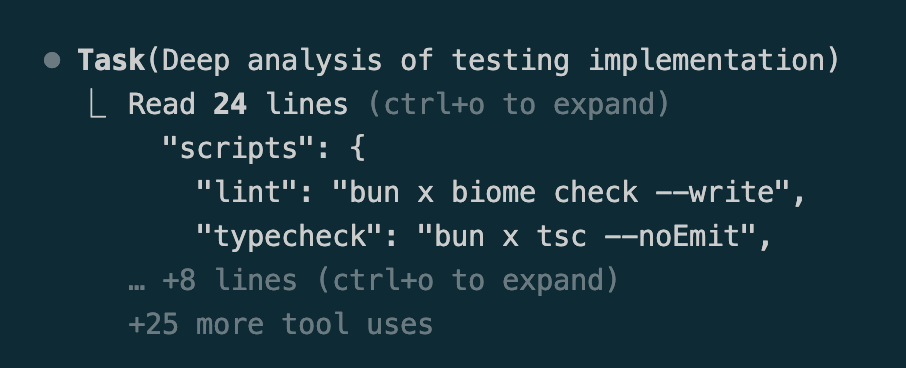 ● Task(Deep analysis of testing implementation)
⎿ Read 24 lines (ctrl+o to expand)
"scripts": {
"lint": "bun x biome check --write",
"typecheck": "bun x tsc --noEmit",
… +8 lines (ctrl+o to expand)
+25 more tool uses